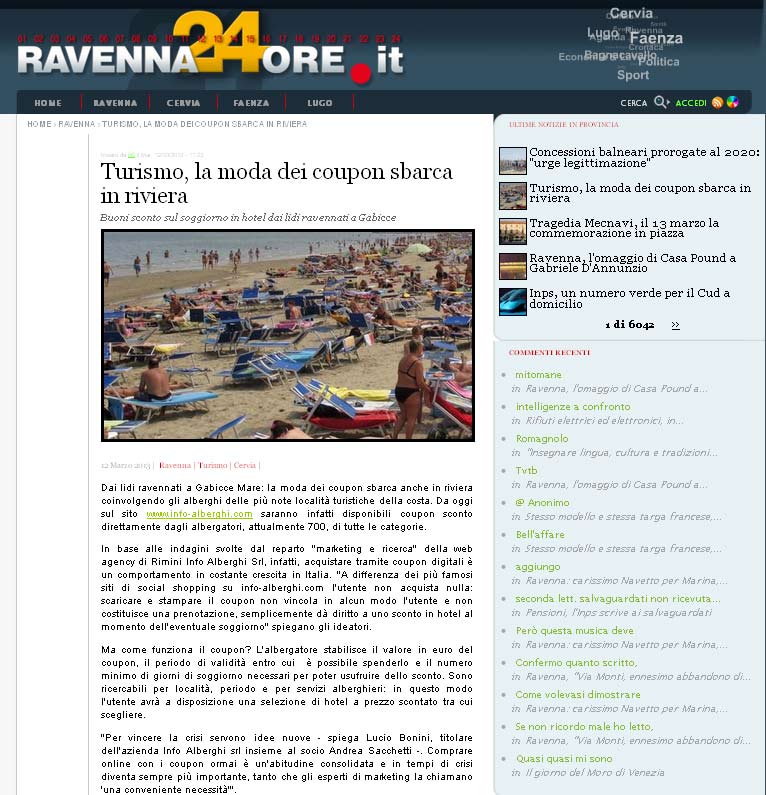 01 02 03 04 05 06 07 08 09 10 11 12 13 14 15 16 17 18 19 20 21 22 23 24
RAVENNA24ORE.it
Cervia
Lugo
Faenza
Bagnacavallo
Politica
Sport
HOME RAVENNA CERVIA FAENZA LUGO
CERCA ACCEDI
HOME › RAVENNA › TURISMO, LA MODA DEI COUPON SBARCA IN RIVIERA
Turismo, la moda dei coupon sbarca
in riviera
Buoni sconto sul soggiorno in hotel dai lidi ravennati a Gabicce
12 Marzo 2013 | Ravenna | Turismo | Cervia |
Dai lidi ravennati a Gabicce Mare: la moda dei coupon sbarca anche in riviera
coinvolgendo gli alberghi delle più note località turistiche della costa. Da oggi
sul sito www.info-alberghi.com saranno infatti disponibili coupon sconto
direttamente dagli albergatori, attualmente 700, di tutte le categorie.
In base alle indagini svolte dal reparto "marketing e ricerca" della web
agency di Rimini Info Alberghi Srl, infatti, acquistare tramite coupon digitali è
un comportamento in costante crescita in Italia. "A differenza dei più famosi
siti di social shopping su info-alberghi.com l'utente non acquista nulla:
scaricare e stampare il coupon non vincola in alcun modo l'utente e non
costituisce una prenotazione, semplicemente dà diritto a uno sconto in hotel al
momento dell'eventuale soggiorno" spiegano gli ideatori.
Ma come funziona il coupon? L'albergatore stabilisce il valore in euro del
coupon, il periodo di validità entro cui è possibile spenderlo e il numero
minimo di giorni di soggiorno necessari per poter usufruire dello sconto. Sono
ricercabili per località, periodo e per servizi alberghieri: in questo modo
l'utente avrà a disposizione una selezione di hotel a prezzo scontato tra cui
scegliere.
"Per vincere la crisi servono idee nuove - spiega Lucio Bonini, titolare
dell'azienda Info Alberghi srl insieme al socio Andrea Sacchetti -. Comprare
online con i coupon ormai è un'abitudine consolidata e in tempi di crisi
diventa sempre più importante, tanto che gli esperti di marketing la chiamano
'una conveniente necessità'".
ULTIME NOTIZIE IN PROVINCIA
Concessioni balneari prorogate al 2020:
"urge legittimazione"
Turismo, la moda dei coupon sbarca in
riviera
Tragedia Mecnavi, il 13 marzo la
commemorazione in piazza
Ravenna, l'omaggio di Casa Pound a
Gabriele D'Annunzio
Inps, un numero verde per il Cud a
domicilio
1 di 6042 >>
COMMENTI RECENTI
mitomane
in Ravenna, l'omaggio di Casa Pound a...
intelligenze a confronto
in Rifiuti elettrici ed elettronici, in...
Romagnolo
in "Insegnare lingua, cultura e tradizioni...
Tvtb
in Ravenna, l'omaggio di Casa Pound a...
@ Anonimo
in Stesso modello e stessa targa francese,...
Bell'affare
in Stesso modello e stessa targa francese,...
aggiungo
in Ravenna: carissimo Navetto per Marina,...
seconda lett. salvaguardati non ricevuta...
in Pensioni, l'Inps scrive ai salvaguardati
Però questa musica deve
in Ravenna: carissimo Navetto per Marina,...
Confermo quanto scritto,
in Ravenna, "Via Monti, ennesimo abbandono di...
Come volevasi dimostrare
in Ravenna: carissimo Navetto per Marina,...
Se non ricordo male ho letto,
in Ravenna, "Via Monti, ennesimo abbandono di...
Quasi quasi mi sono
in Il giorno del Moro di Venezia